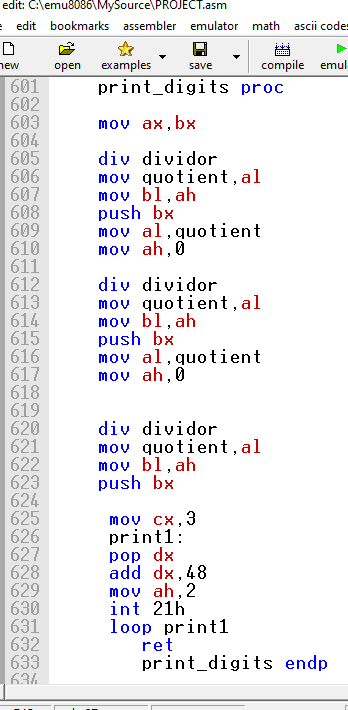 edit: C:\emu8086\MySource\PROJECT.asm
edit bookmarks assembler emulator math ascii codes
new open examples save compile emul
601 print_digits proc
602
603 mov ax,bx
604
605 div dividor
606 mov quotient,al
607 mov bl,ah
608 push bx
609 mov al,quotient
610 mov ah,0
611
612 div dividor
613 mov quotient,al
614 mov bl,ah
615 push bx
616 mov al,quotient
617 mov ah,0
618
619
620 div dividor
621 mov quotient,al
622 mov bl,ah
623 push bx
624
625 mov cx,3
626 print1:
627 pop dx
628 add dx,48
629 mov ah,2
630 int 21h
631 loop print1
632 ret
633 print_digits endp
634